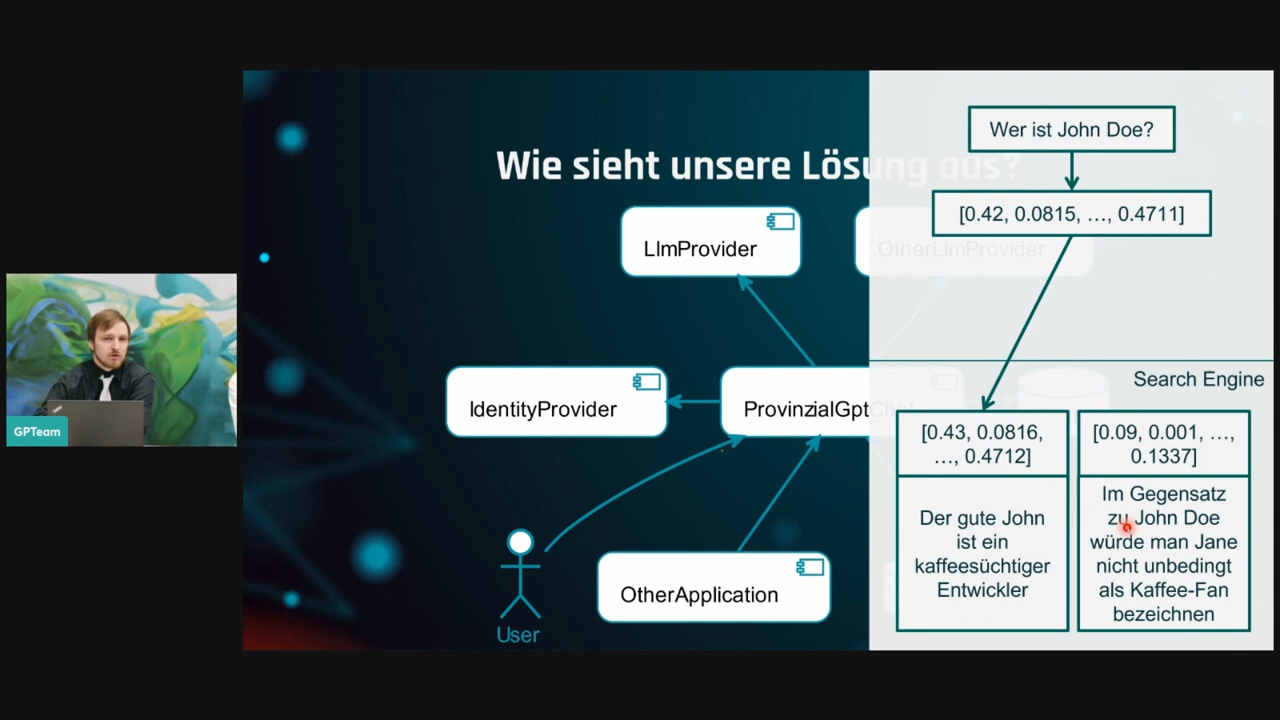 Wie sieht unsere Lösung aus?
LlmProvider
OtherLlmProvider
IdentityProvider
ProvinzialGptChat
OtherApplication
User
GPTeam
Wer ist John Doe?
[0.42, 0.0815, …, 0.4711]
Search Engine
[0.43, 0.0816,
…, 0.4712]
Der gute John
ist ein
kaffeesüchtiger
Entwickler
[0.09, 0.001, …,
0.1337]
Im Gegensatz
zu John Doe
würde man Jane
nicht unbedingt
als Kaffee-Fan
bezeichnen